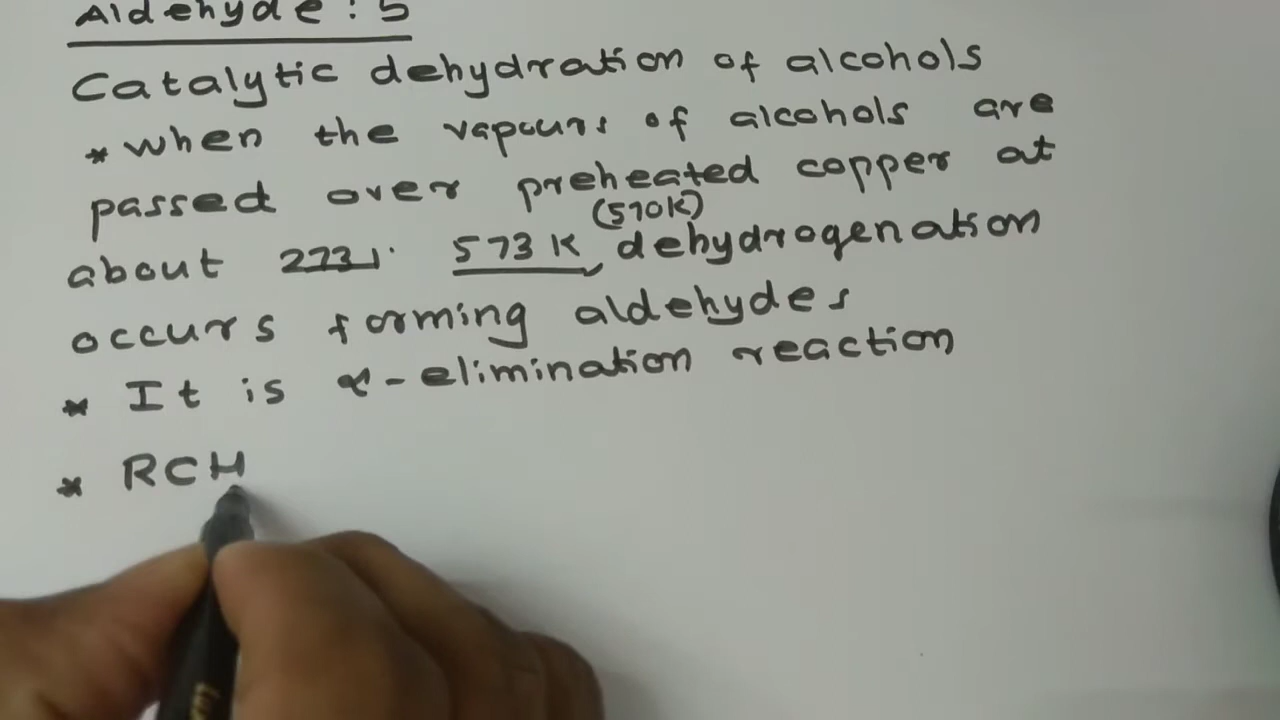 Aldehyde : 5
Catalytic dehydration of alcohols
* when the vapours of alcohols are
passed over preheated copper at
(570K)
about 573 K dehydrogenation
occurs forming aldehydes
* It is α-elimination reaction
* RCH